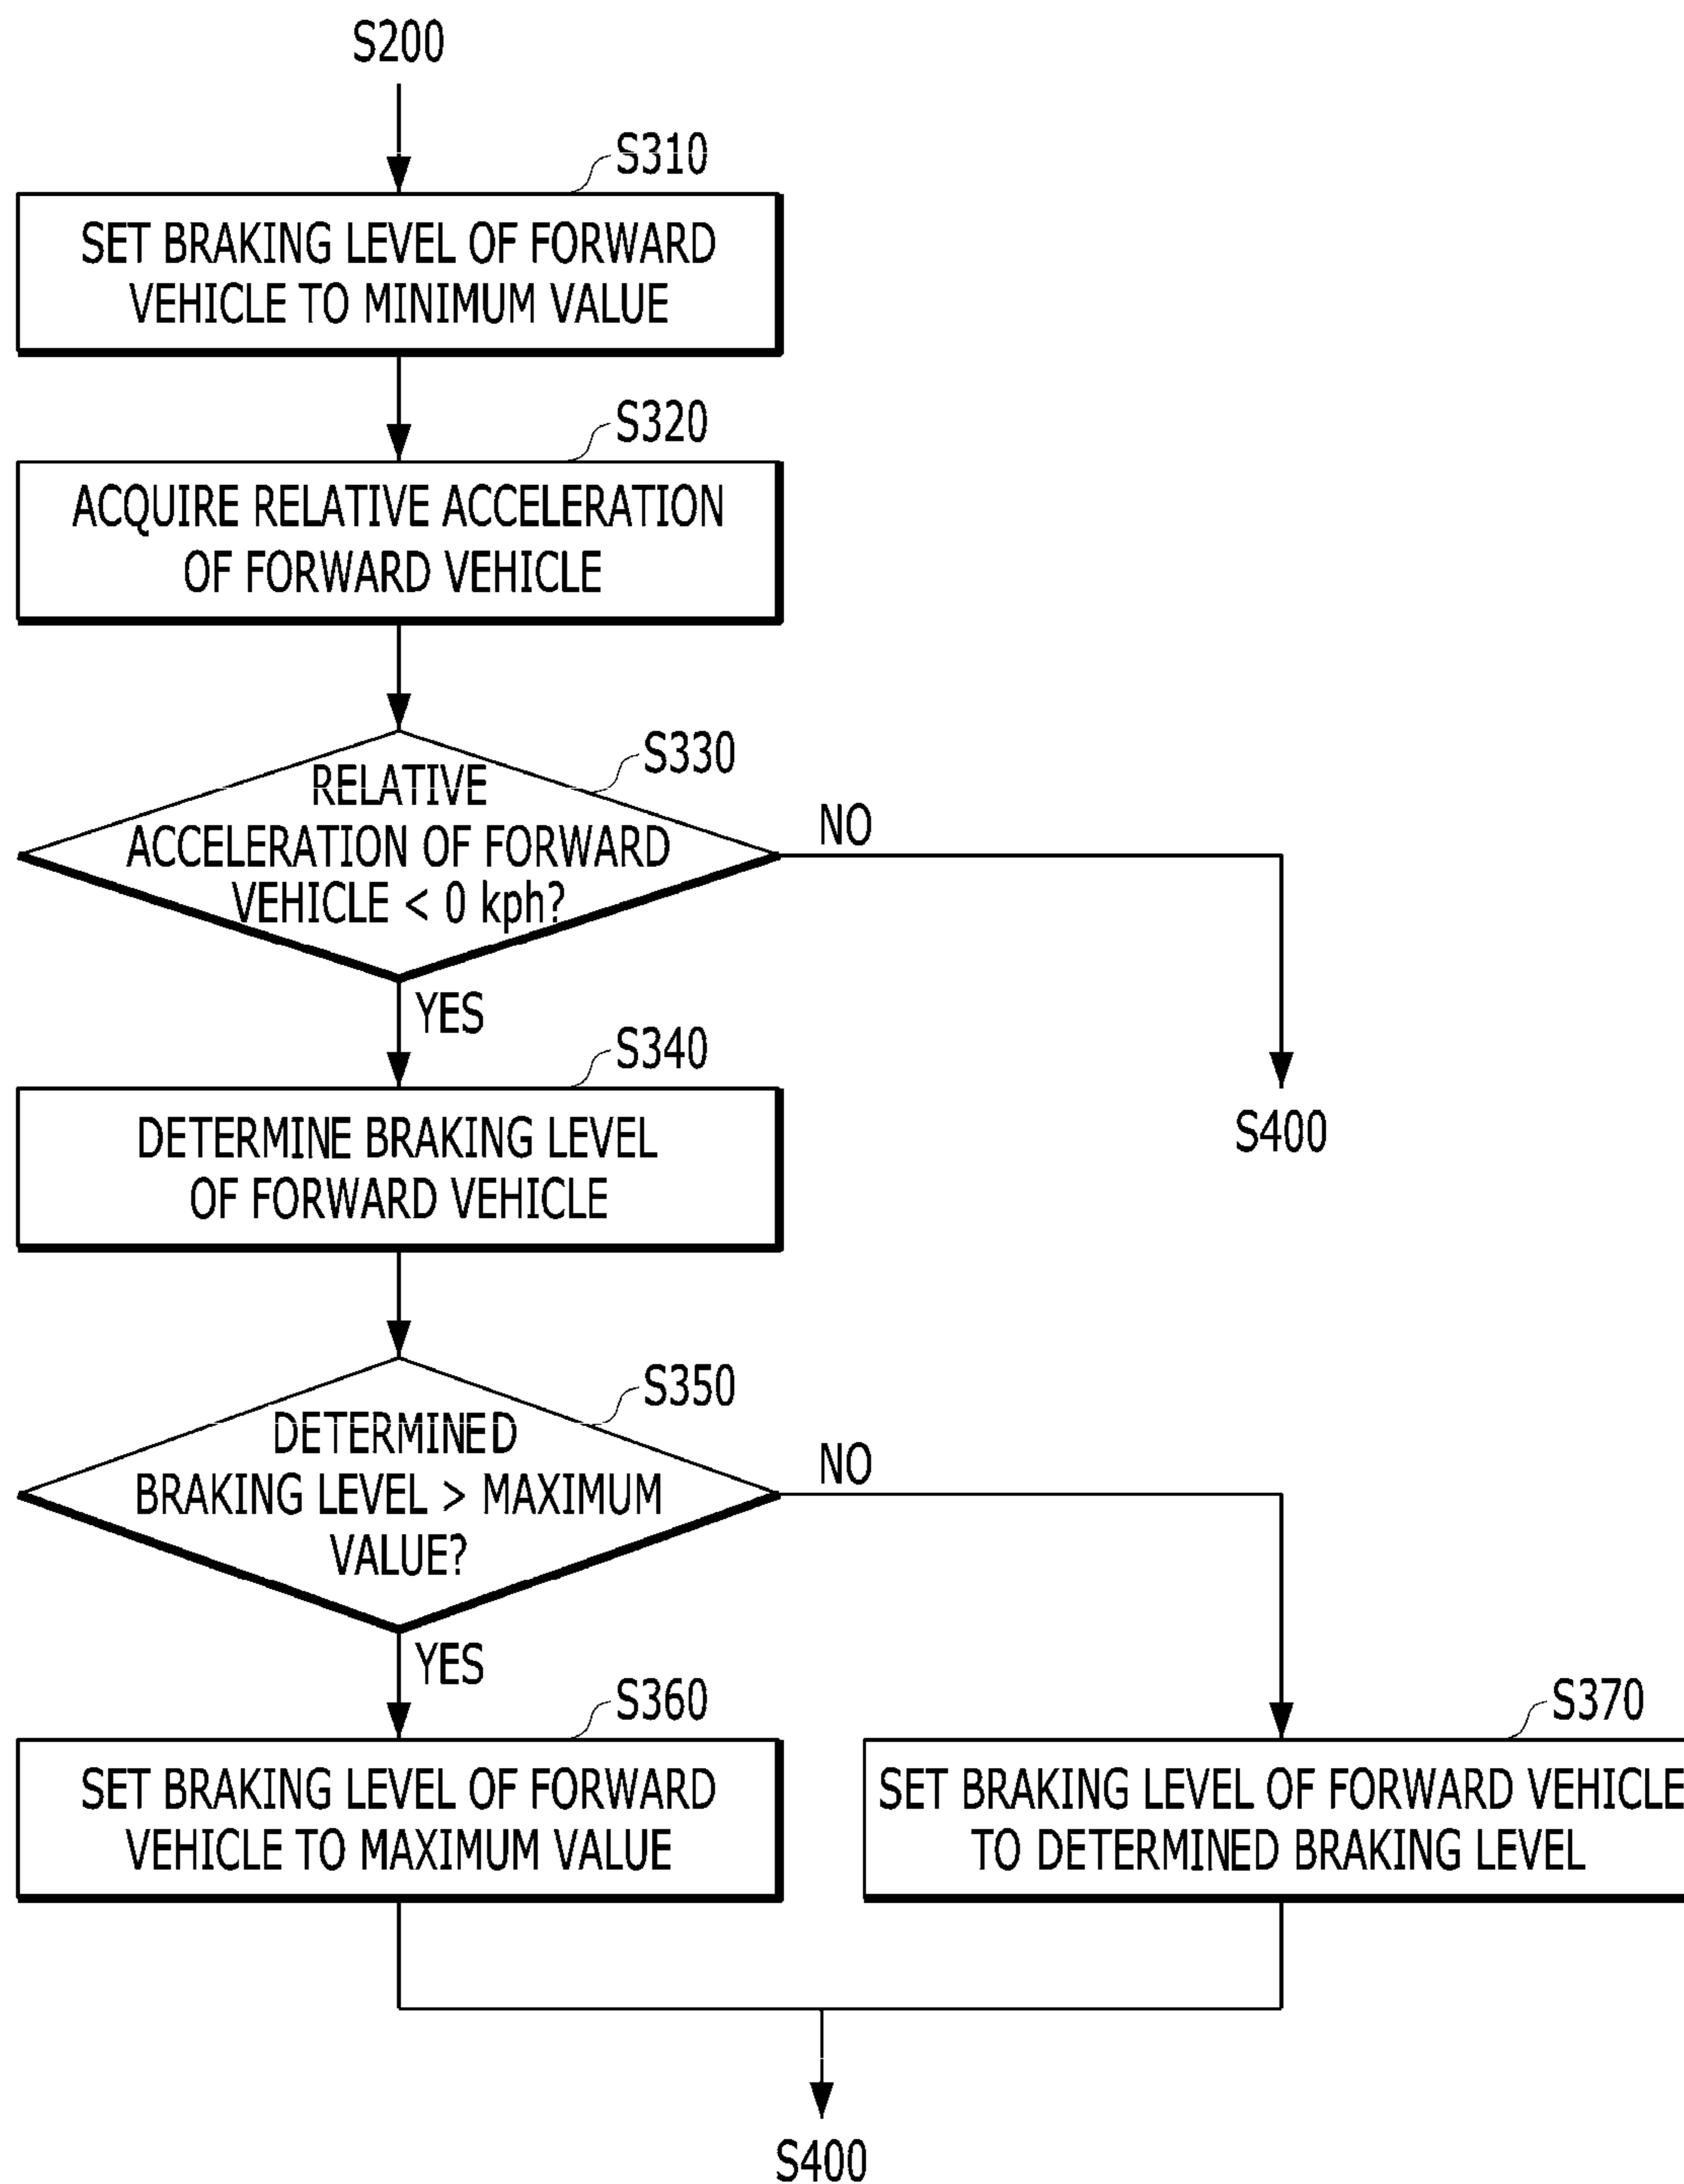 S200
S310
SET BRAKING LEVEL OF FORWARD
VEHICLE TO MINIMUM VALUE
S320
ACQUIRE RELATIVE ACCELERATION
OF FORWARD VEHICLE
S330
RELATIVE
ACCELERATION OF FORWARD
VEHICLE < 0 kph?
NO
YES
S340
DETERMINE BRAKING LEVEL
OF FORWARD VEHICLE
S400
S350
DETERMINED
BRAKING LEVEL > MAXIMUM
VALUE?
NO
YES
S360
SET BRAKING LEVEL OF FORWARD
VEHICLE TO MAXIMUM VALUE
S370
SET BRAKING LEVEL OF FORWARD VEHICLE
TO DETERMINED BRAKING LEVEL
S400